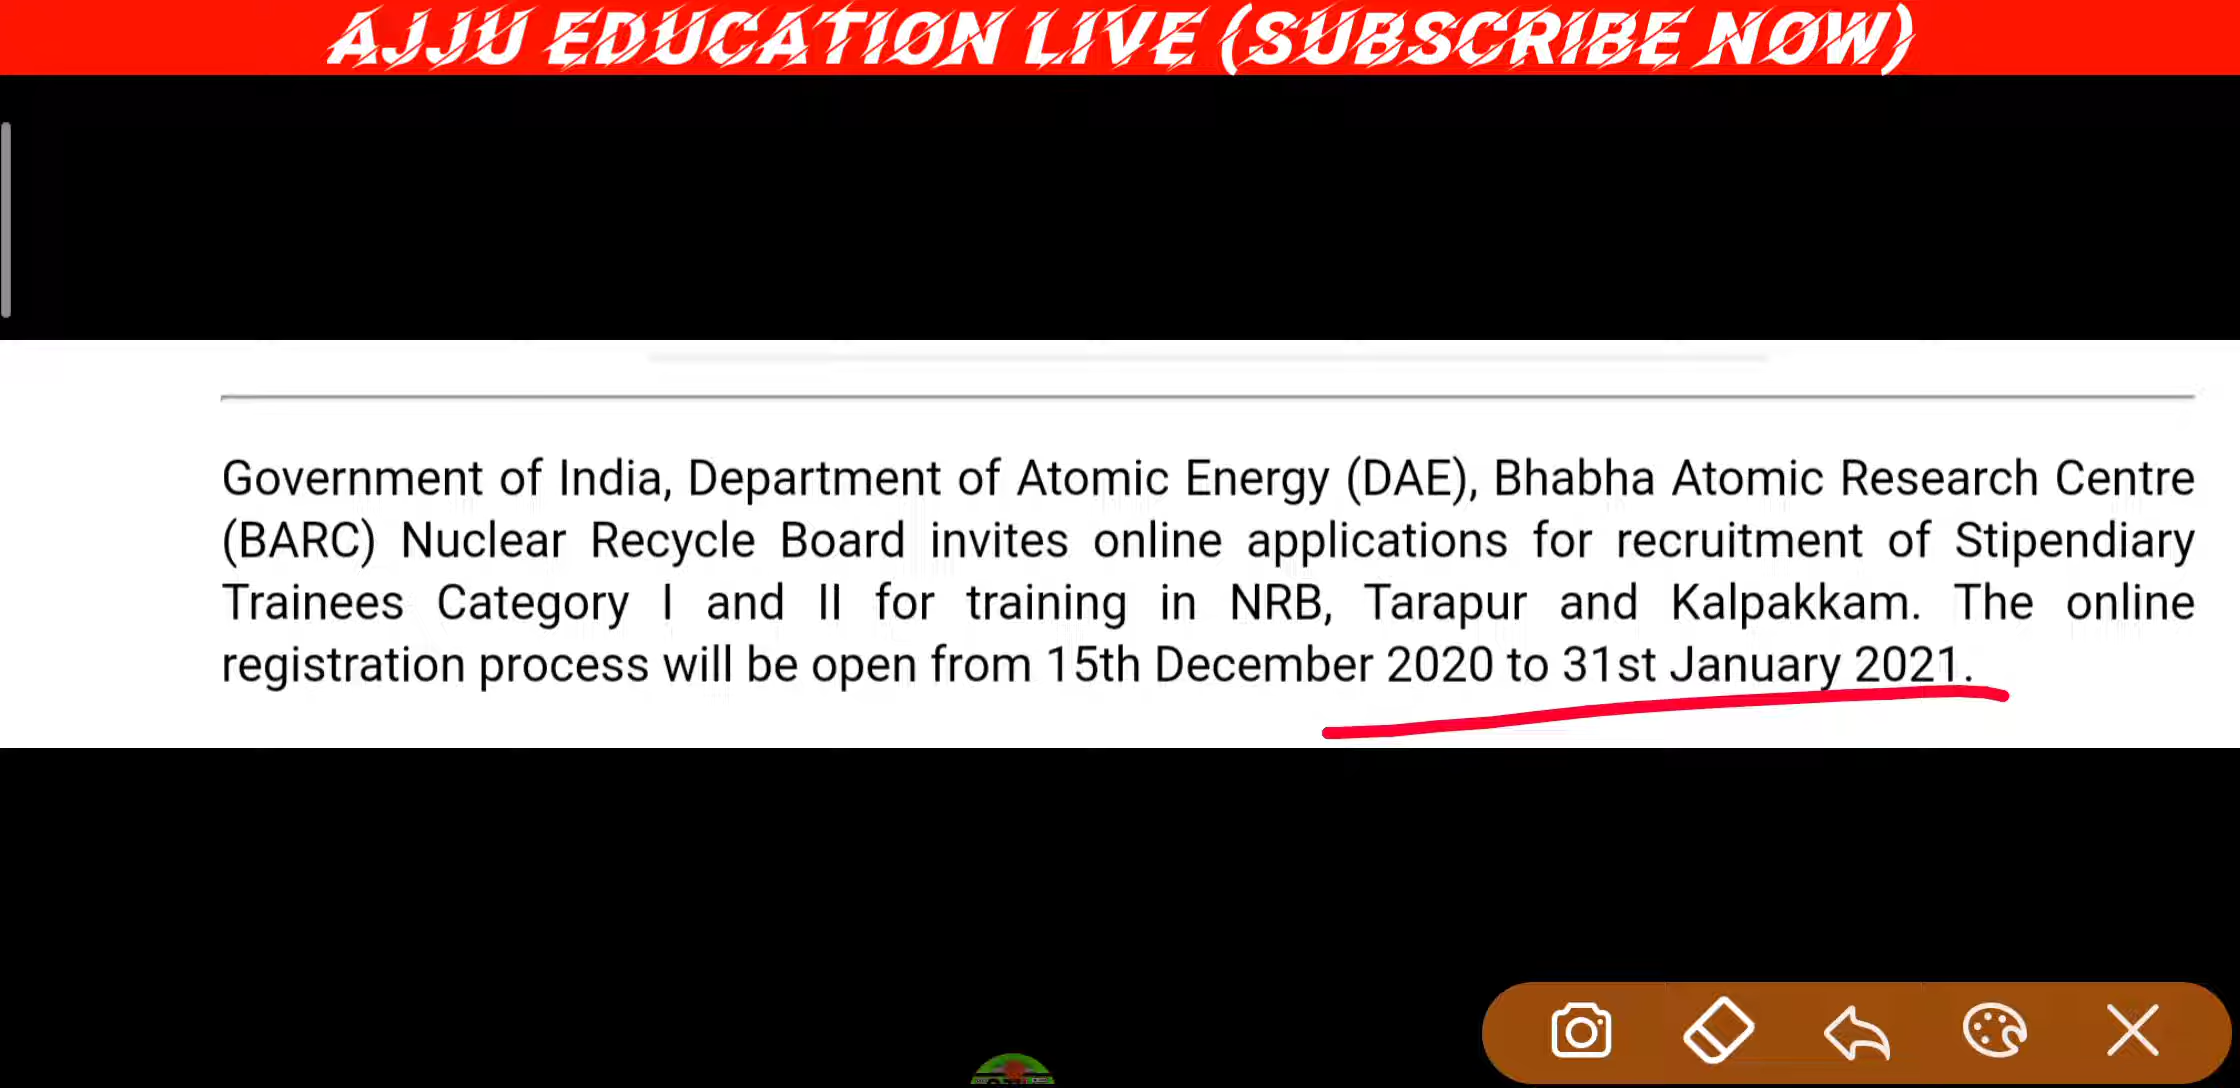 AJJU EDUCATION LIVE (SUBSCRIBE NOW)
Government of India, Department of Atomic Energy (DAE), Bhabha Atomic Research Centre
(BARC) Nuclear Recycle Board invites online applications for recruitment of Stipendiary
Trainees Category I and II for training in NRB, Tarapur and Kalpakkam. The online
registration process will be open from 15th December 2020 to 31st January 2021.